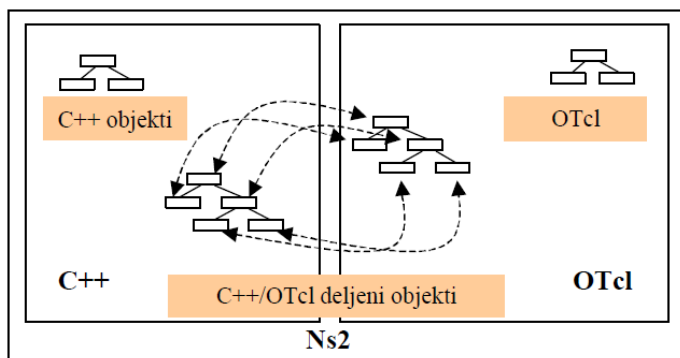 C++ objekti
OTcl
C++
OTcl
C++/OTcl deljeni objekti
Ns2